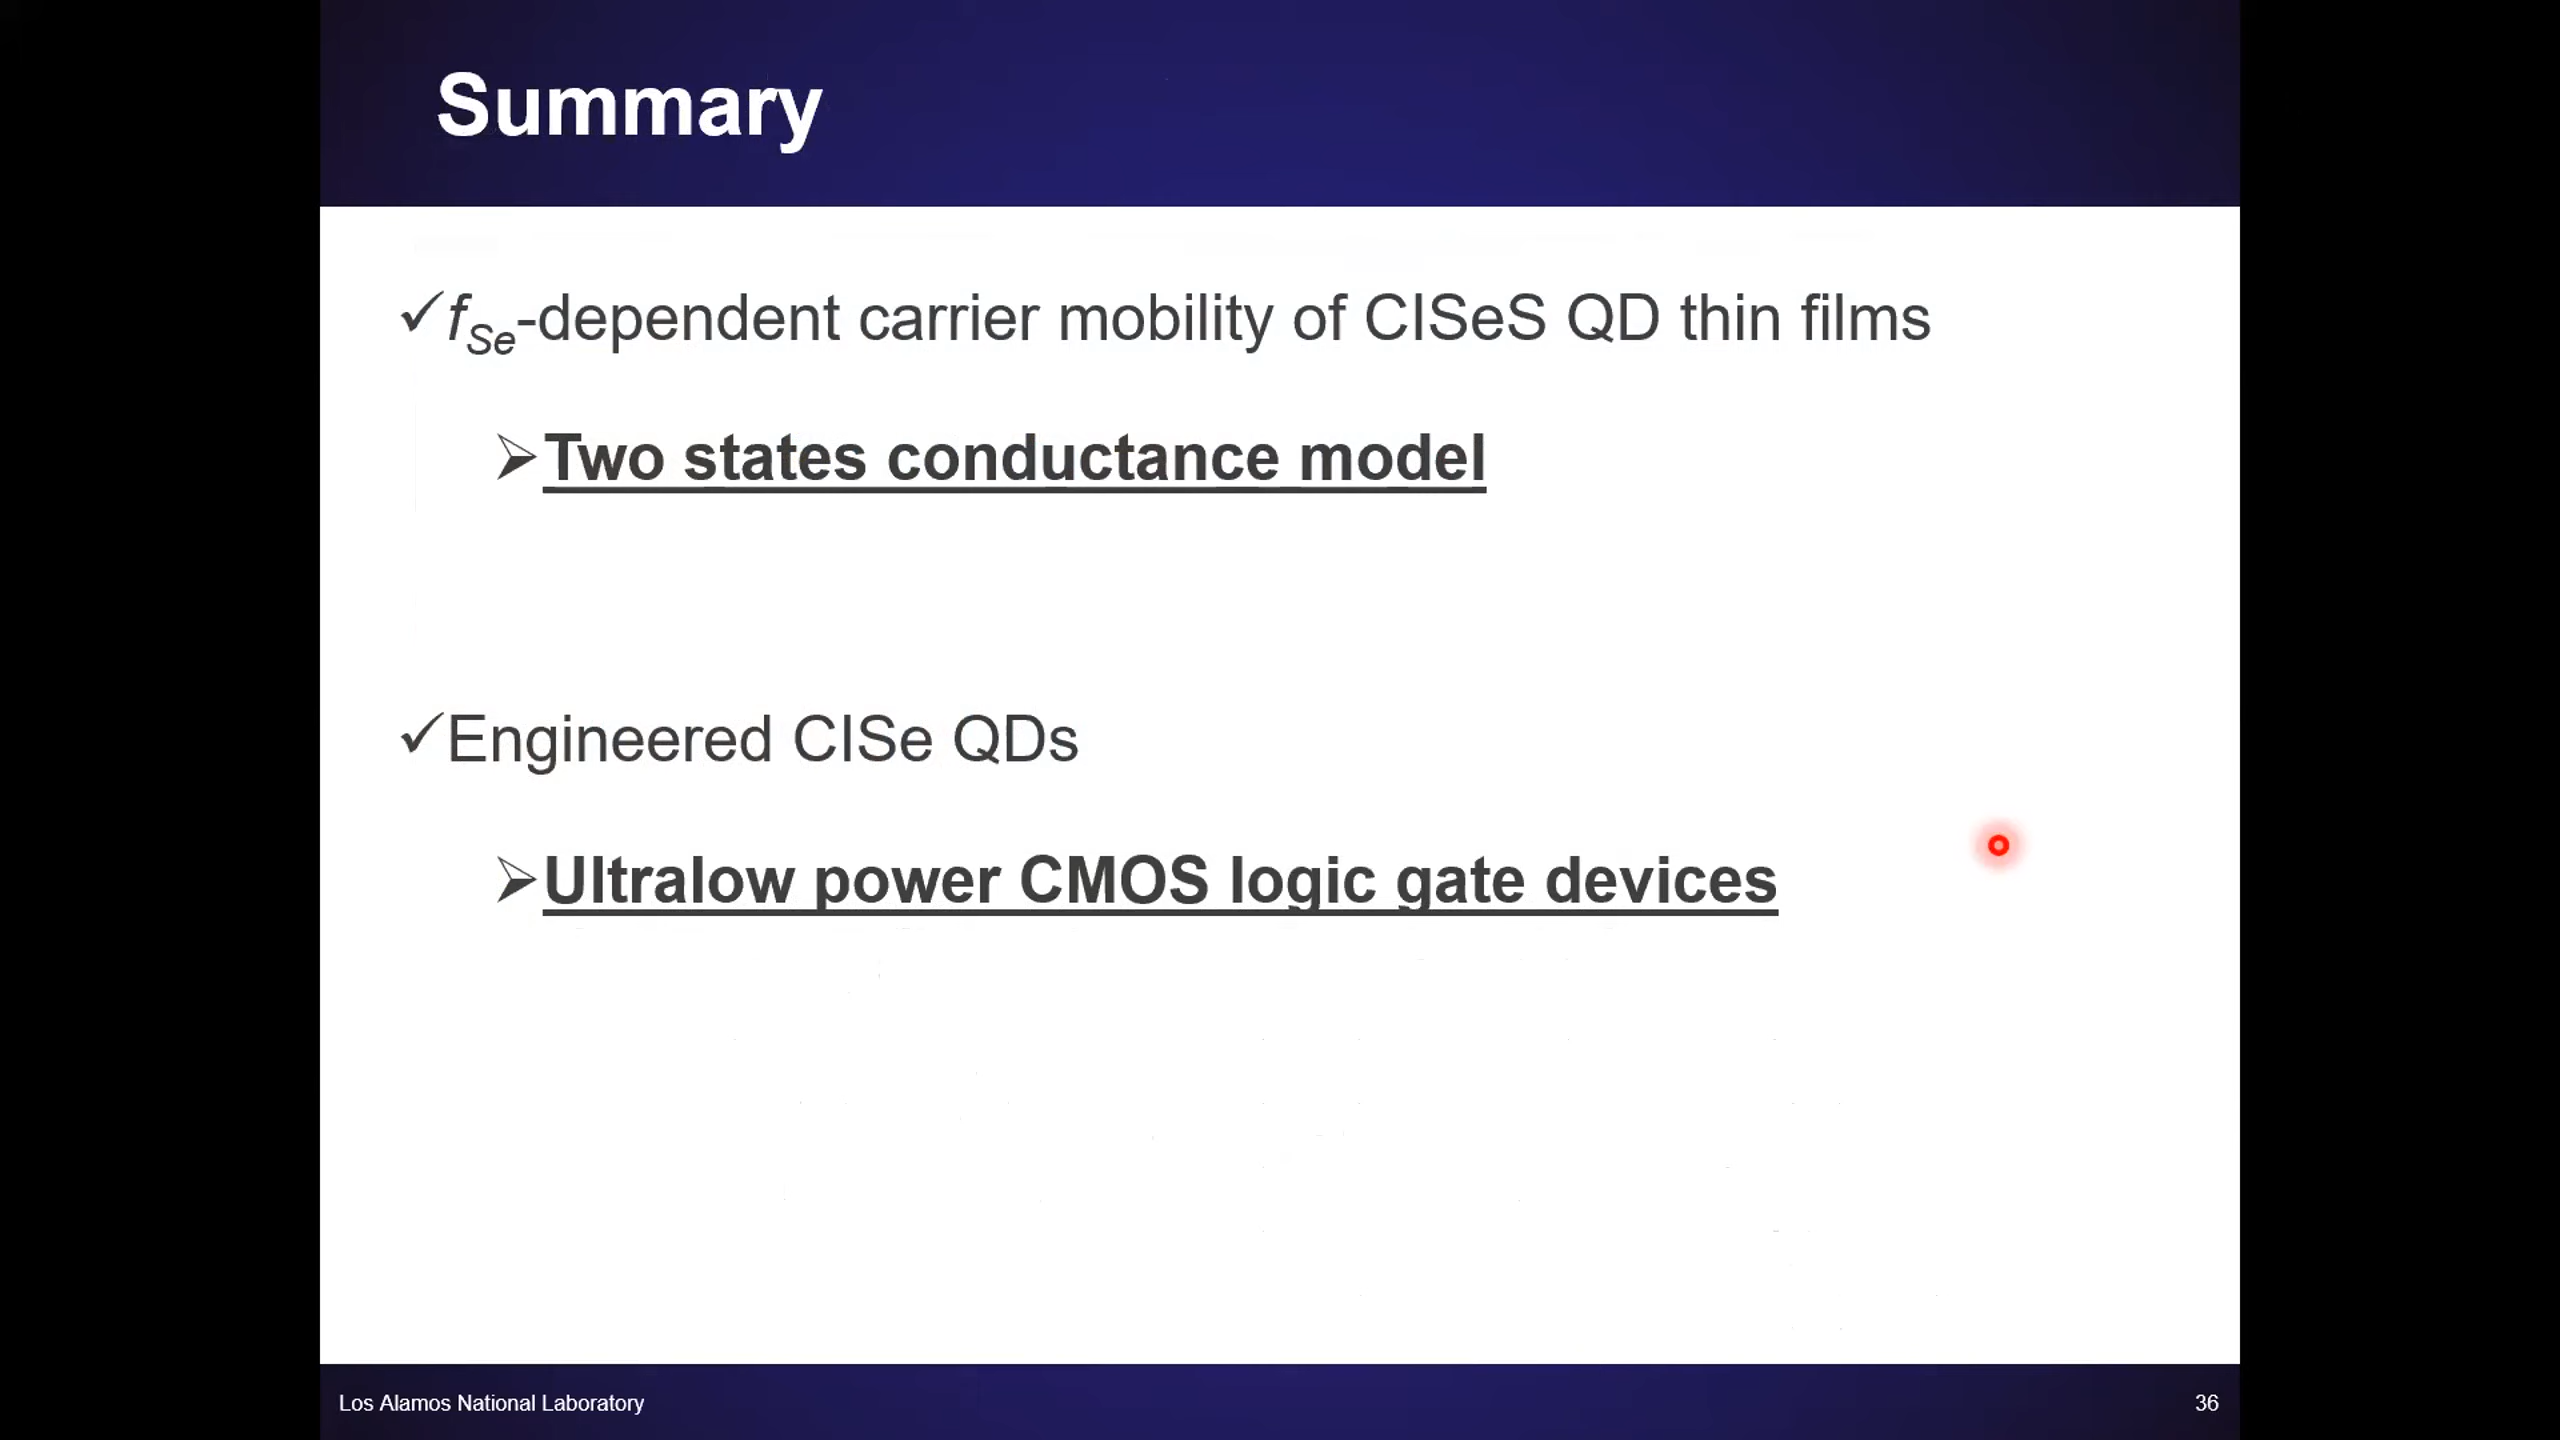 Summary
✓f_Se-dependent carrier mobility of CISeS QD thin films
➢Two states conductance model
✓Engineered CISe QDs
➢Ultralow power CMOS logic gate devices
Los Alamos National Laboratory
36